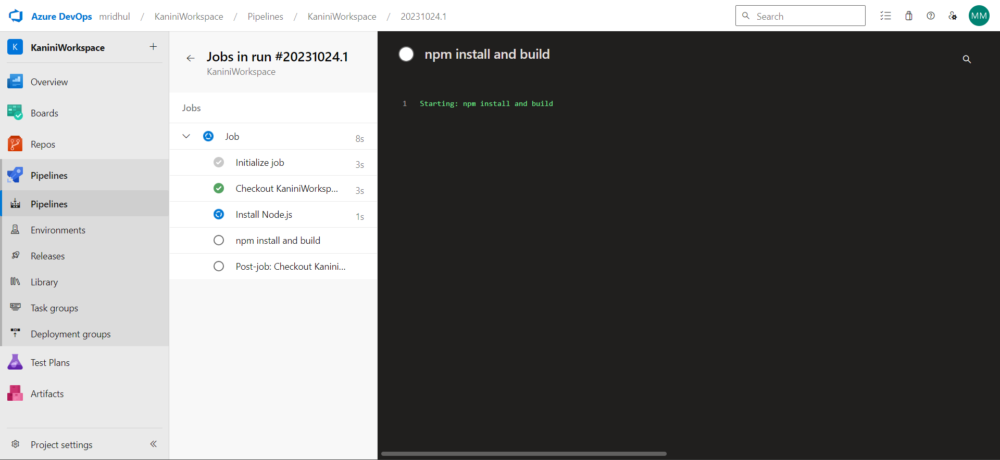 Azure DevOps mridhul / KaniniWorkspace / Pipelines / KaniniWorkspace / 20231024.1
Search
MM
K KaniniWorkspace +
Overview
Boards
Repos
Pipelines
Pipelines
Environments
Releases
Library
Task groups
Deployment groups
Test Plans
Artifacts
Project settings
Jobs in run #20231024.1
KaniniWorkspace
Jobs
Job 8s
Initialize job 3s
Checkout KaniniWorksp... 3s
Install Node.js 1s
npm install and build
Post-job: Checkout Kanini...
npm install and build
1 Starting: npm install and build